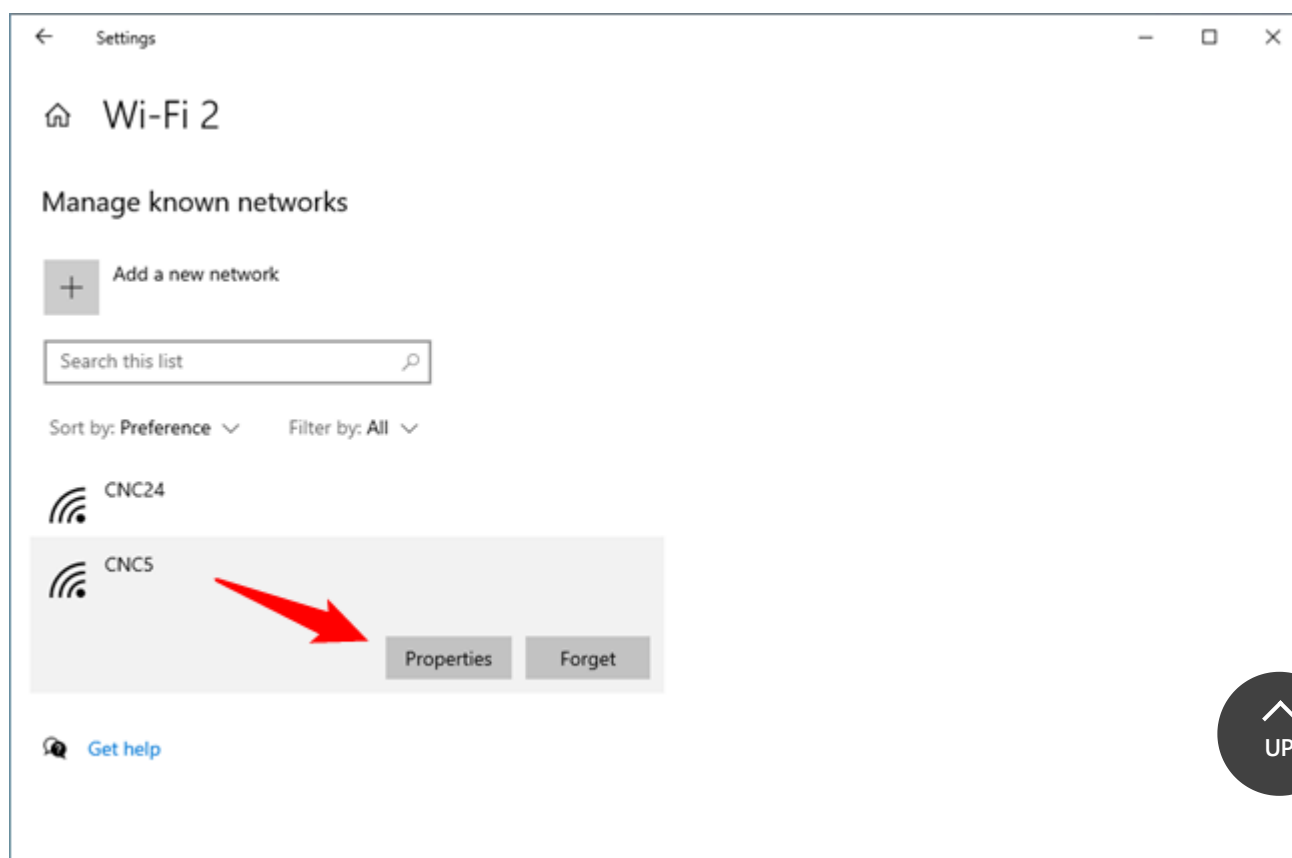 Settings
Wi-Fi 2
Manage known networks
Add a new network
Search this list
Sort by: Preference Filter by: All
CNC24
CNC5
Properties Forget
Get help
UP